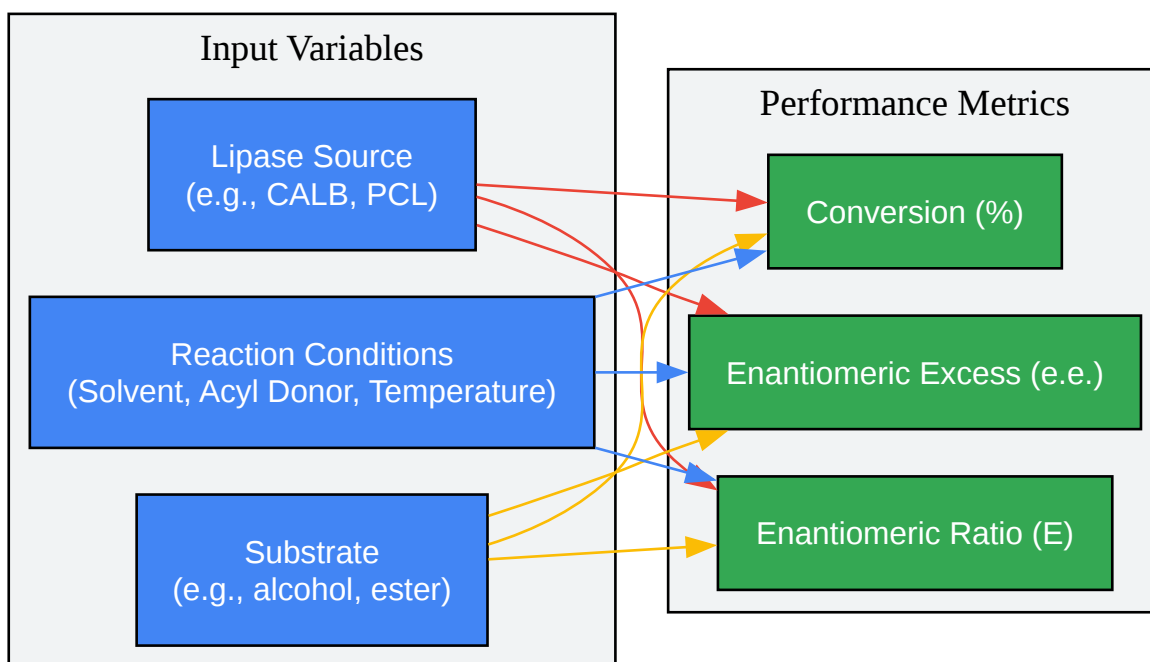 Input Variables
Lipase Source
(e.g., CALB, PCL)
Reaction Conditions
(Solvent, Acyl Donor, Temperature)
Substrate
(e.g., alcohol, ester)
Performance Metrics
Conversion (%)
Enantiomeric Excess (e.e.)
Enantiomeric Ratio (E)